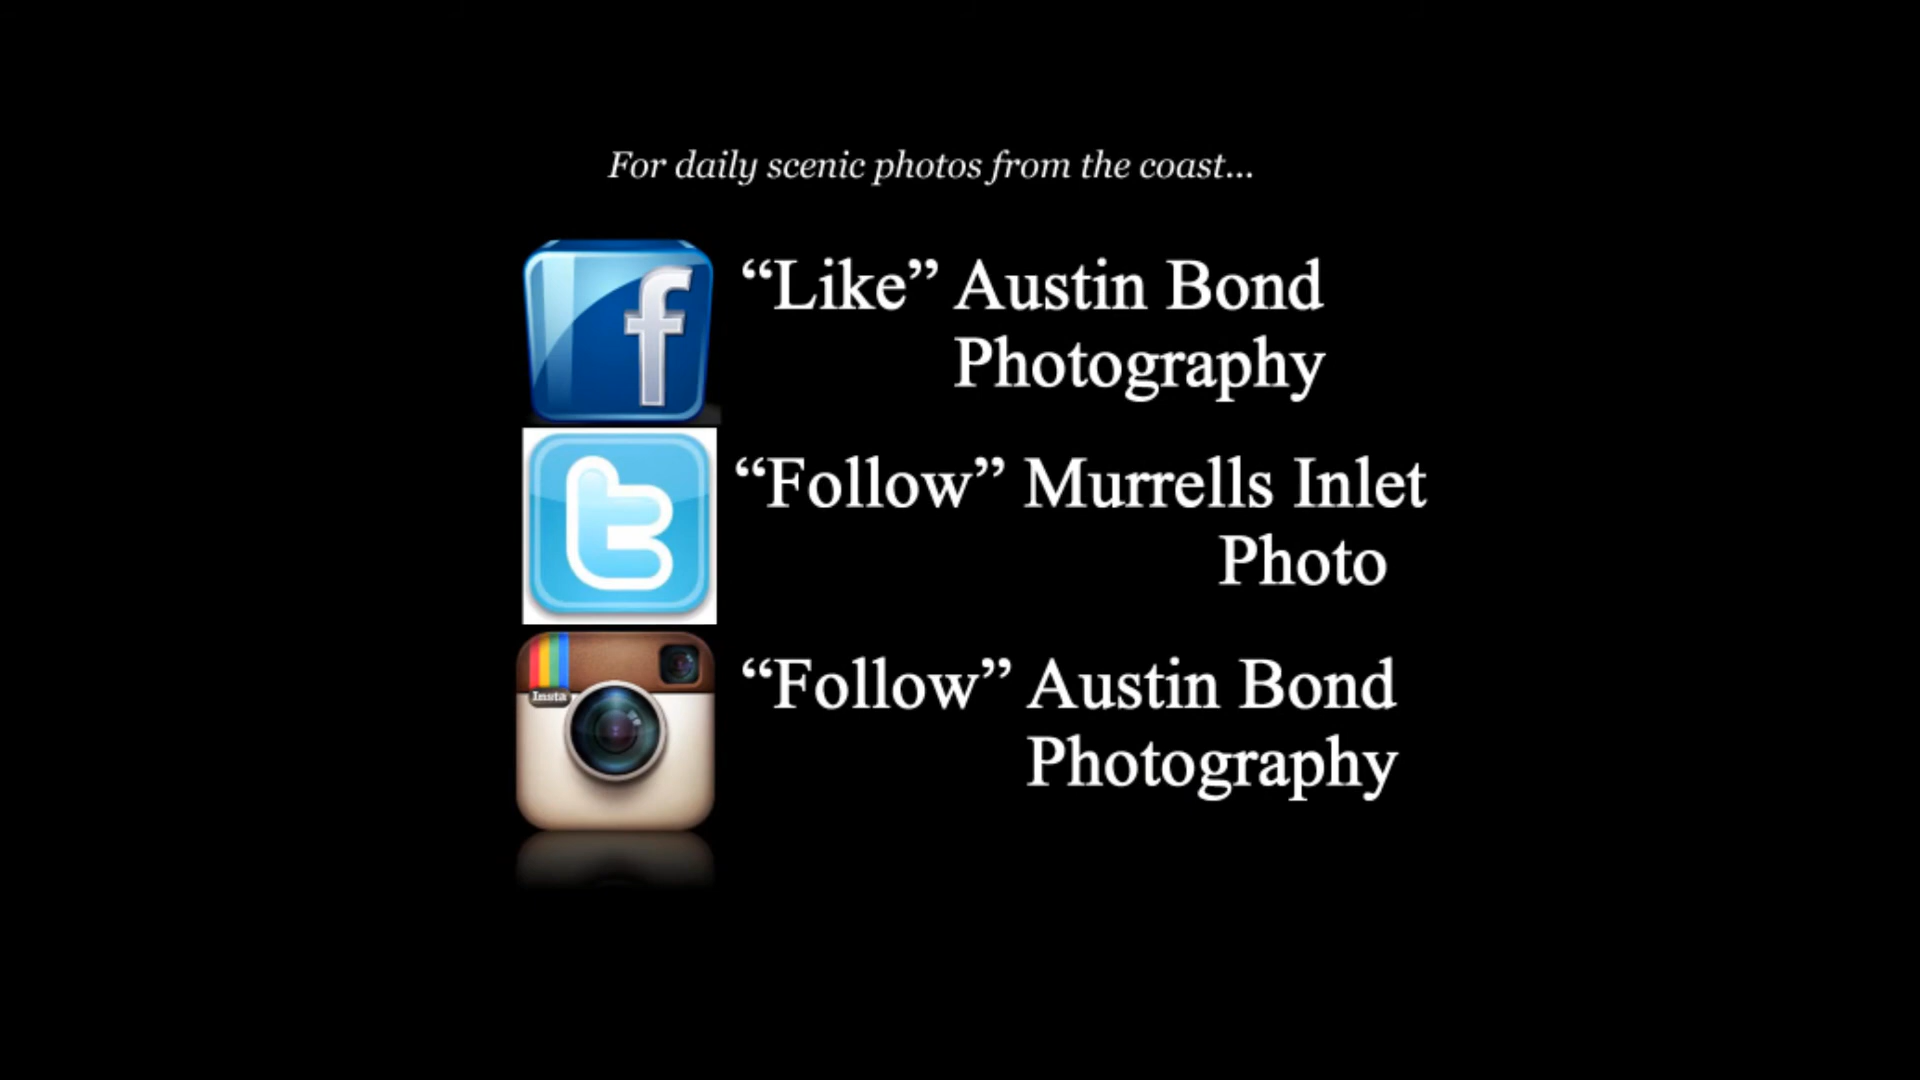 For daily scenic photos from the coast...
“Like” Austin Bond
Photography
“Follow” Murrells Inlet
Photo
Insta
“Follow” Austin Bond
Photography